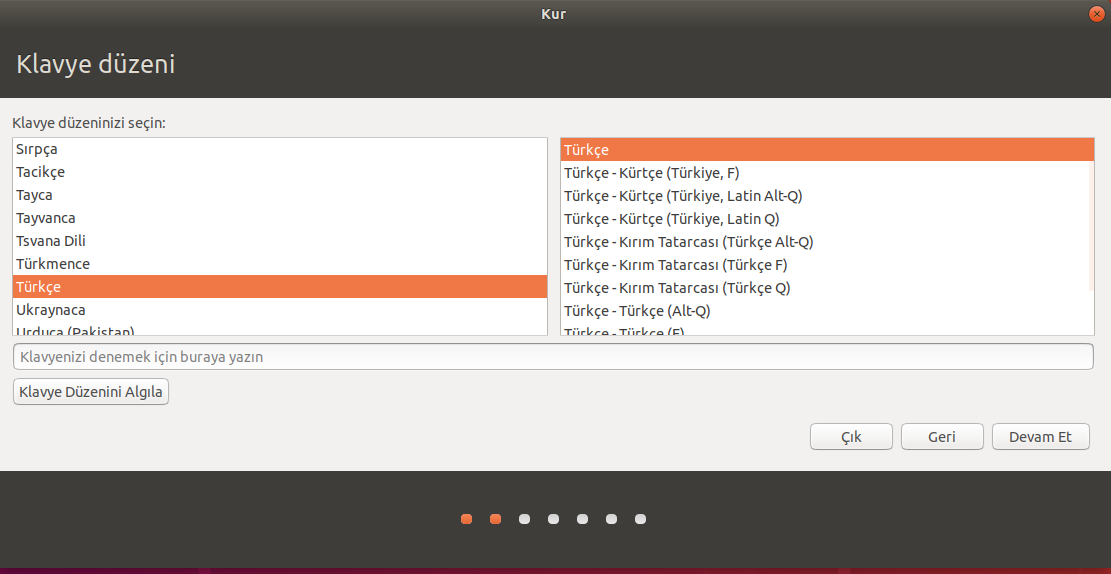 Kur
Klavye düzeni
Klavye düzeninizi seçin:
Sırpça
Tacikçe
Tayca
Tayvanca
Tsvana Dili
Türkmence
Türkçe
Ukraynaca
Urduca (Pakistan)
Türkçe
Türkçe - Kürtçe (Türkiye, F)
Türkçe - Kürtçe (Türkiye, Latin Alt-Q)
Türkçe - Kürtçe (Türkiye, Latin Q)
Türkçe - Kırım Tatarcası (Türkçe Alt-Q)
Türkçe - Kırım Tatarcası (Türkçe F)
Türkçe - Kırım Tatarcası (Türkçe Q)
Türkçe - Türkçe (Alt-Q)
Türkçe - Türkçe (F)
Klavyenizi denemek için buraya yazın
Klavye Düzenini Algıla
Çık
Geri
Devam Et